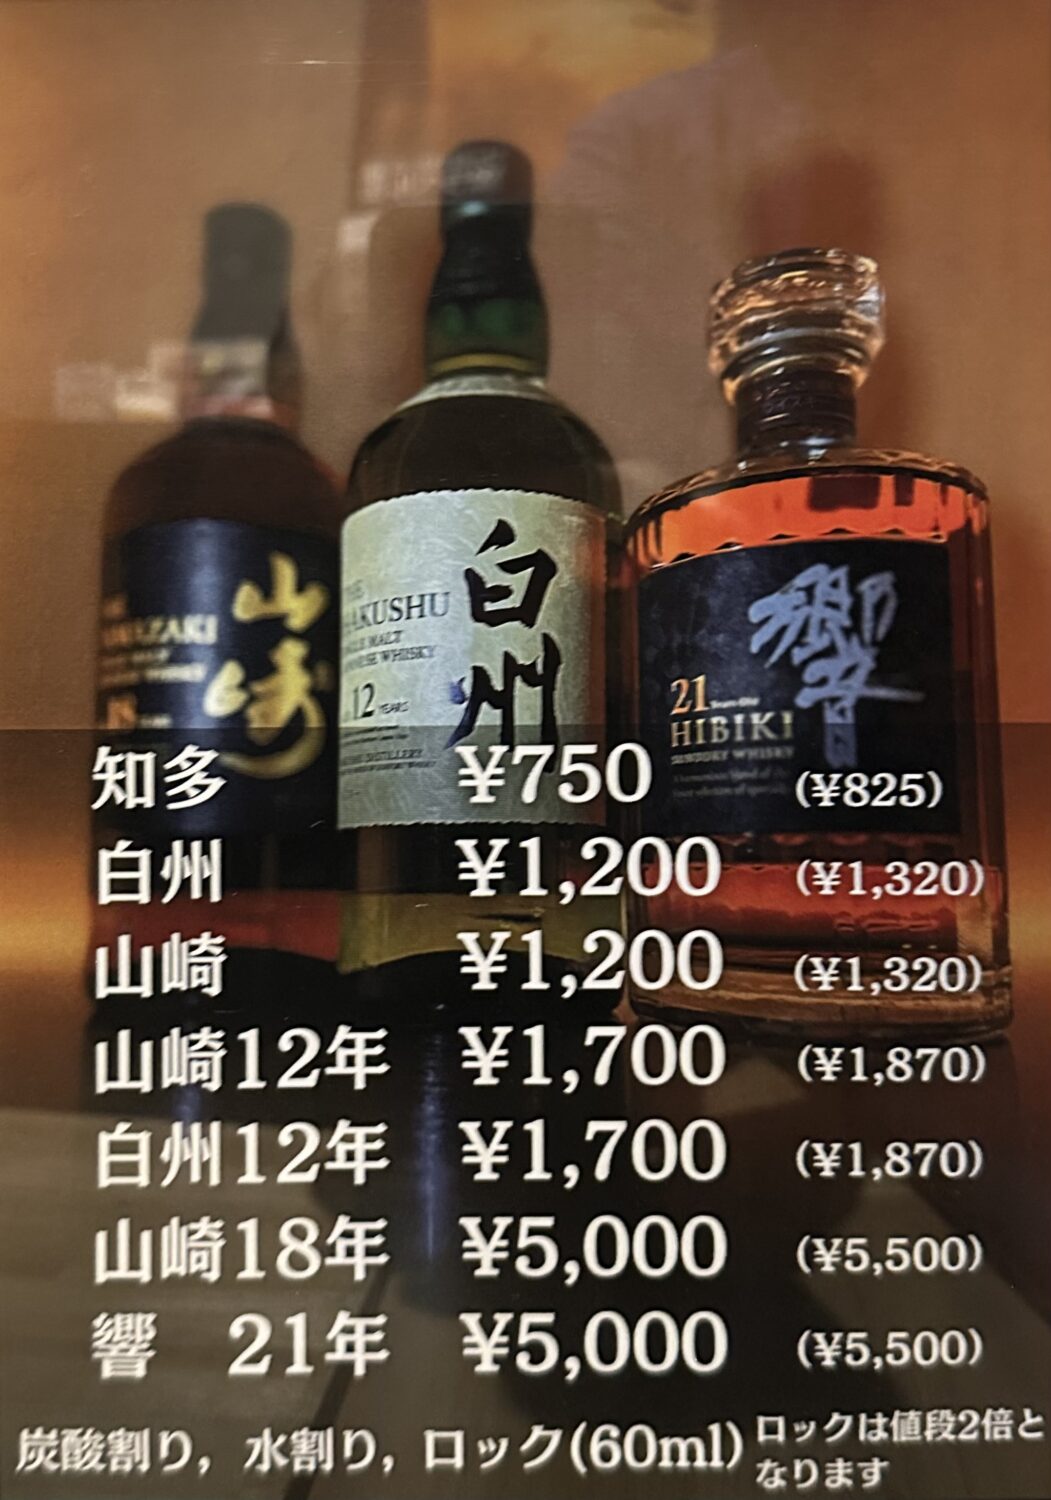 山崎
白州
HAKUSHU
12 YEARS
響
21 Years Old
HIBIKI
SUNTORY WHISKY
知多 ¥750 (¥825)
白州 ¥1,200 (¥1,320)
山崎 ¥1,200 (¥1,320)
山崎12年 ¥1,700 (¥1,870)
白州12年 ¥1,700 (¥1,870)
山崎18年 ¥5,000 (¥5,500)
響 21年 ¥5,000 (¥5,500)
炭酸割り, 水割り, ロック(60ml)
ロックは値段2倍と
なります